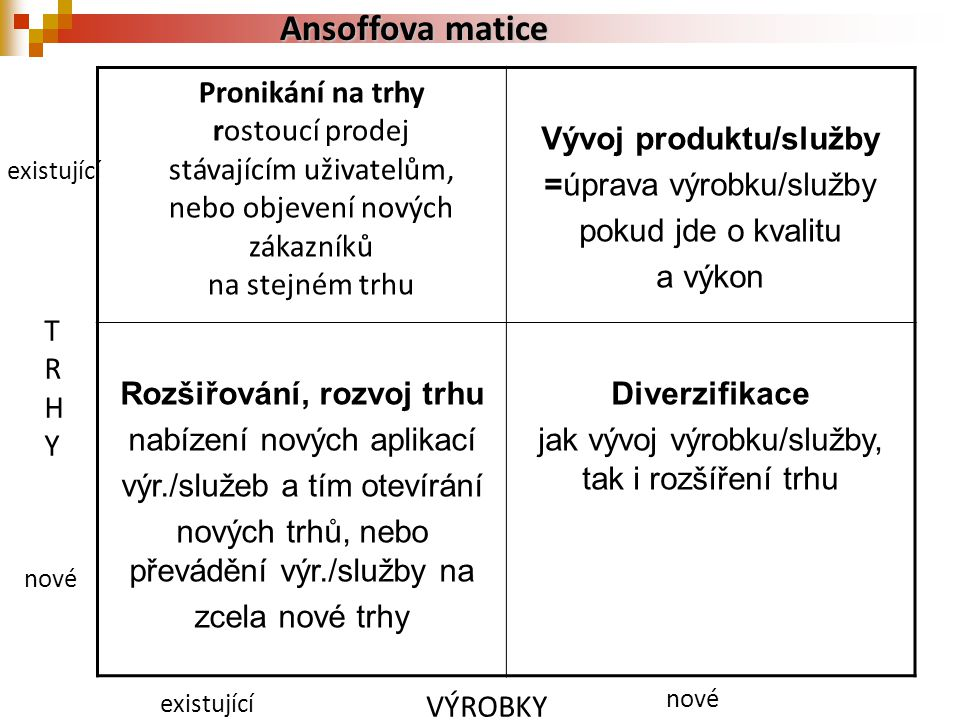 Ansoffova matice
Pronikání na trhy
rostoucí prodej
stávajícím uživatelům,
nebo objevení nových
zákazníků
na stejném trhu
Vývoj produktu/služby
=úprava výrobku/služby
pokud jde o kvalitu
a výkon
existující
T
R
H
Y
Rozšiřování, rozvoj trhu
nabízení nových aplikací
výr./služeb a tím otevírání
nových trhů, nebo
převádění výr./služby na
zcela nové trhy
Diverzifikace
jak vývoj výrobku/služby,
tak i rozšíření trhu
nové
existující
VÝROBKY
nové